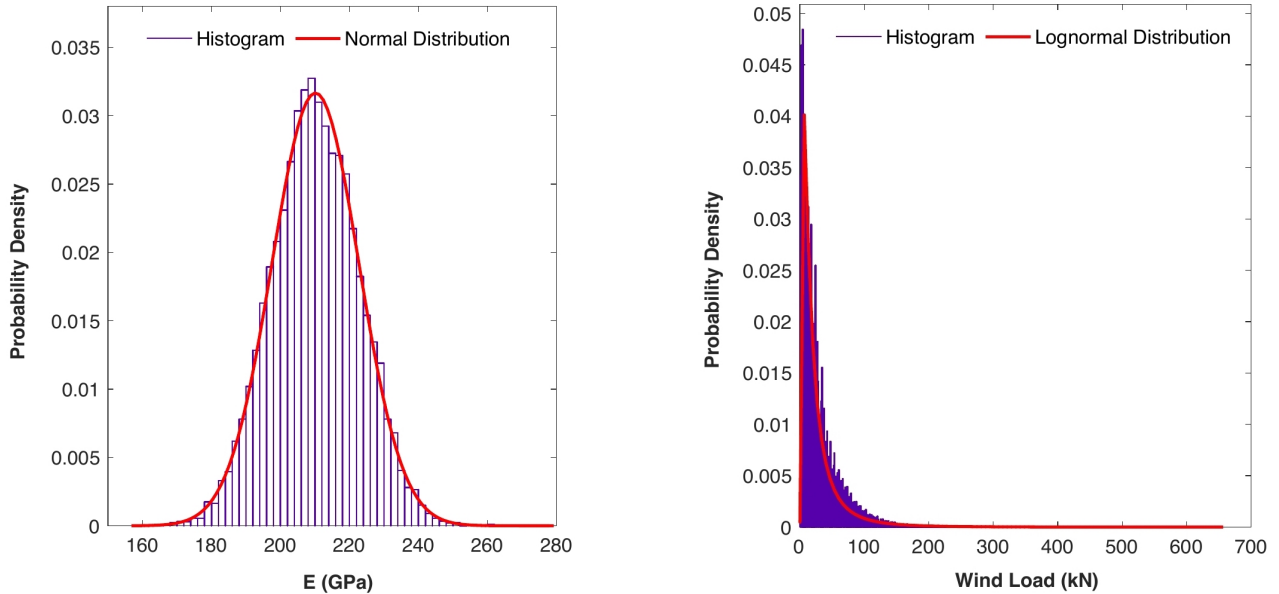 Histogram Normal Distribution
0.035
0.03
0.025
0.02
0.015
0.01
0.005
0
160 180 200 220 240 260 280
Probability Density
E (GPa)
Histogram Lognormal Distribution
0.05
0.045
0.04
0.035
0.03
0.025
0.02
0.015
0.01
0.005
0
0 100 200 300 400 500 600 700
Probability Density
Wind Load (kN)